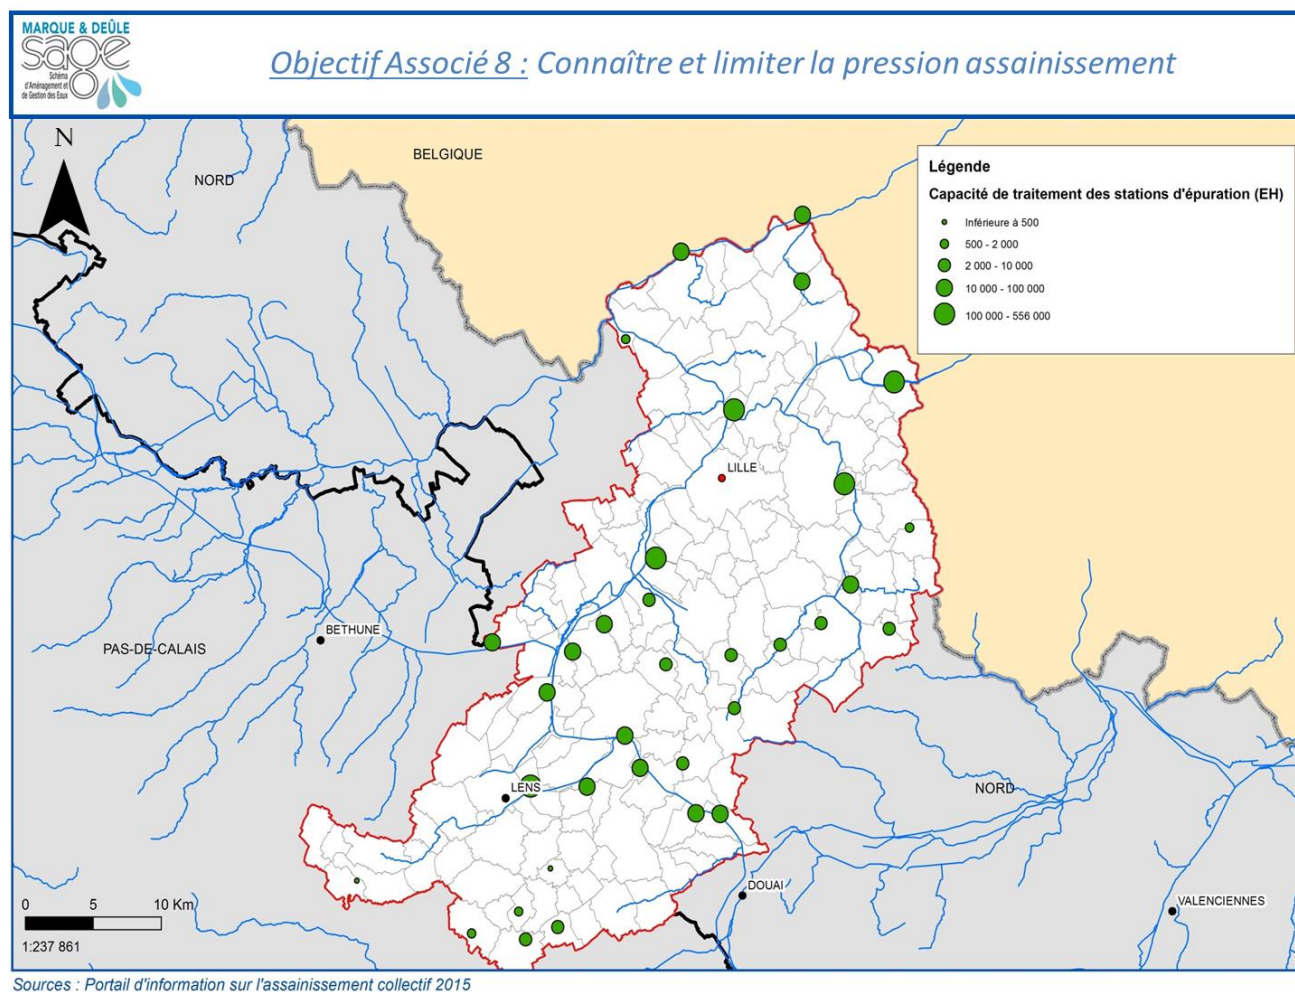 MARQUE & DEÛLE
sage
Schéma
d'Aménagement et
de Gestion des Eaux
Objectif Associé 8 : Connaître et limiter la pression assainissement
N
BELGIQUE
NORD
Légende
Capacité de traitement des stations d'épuration (EH)
Inférieure à 500
500 - 2 000
2 000 - 10 000
10 000 - 100 000
100 000 - 556 000
LILLE
BETHUNE
PAS-DE-CALAIS
LENS
NORD
DOUAI
VALENCIENNES
0 5 10 Km
1:237 861
Sources : Portail d'information sur l'assainissement collectif 2015